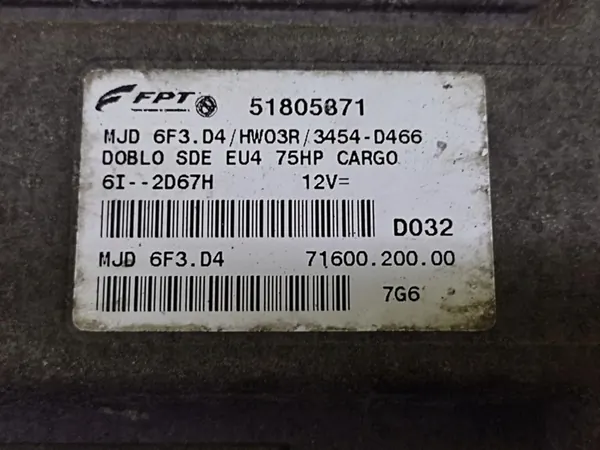 FPT 51805871
MJD 6F3.D4/HW03R/3454-D466
DOBLO SDE EU4 75HP CARGO
6I--2D67H 12V=
D032
MJD 6F3.D4 71600.200.00
7G6